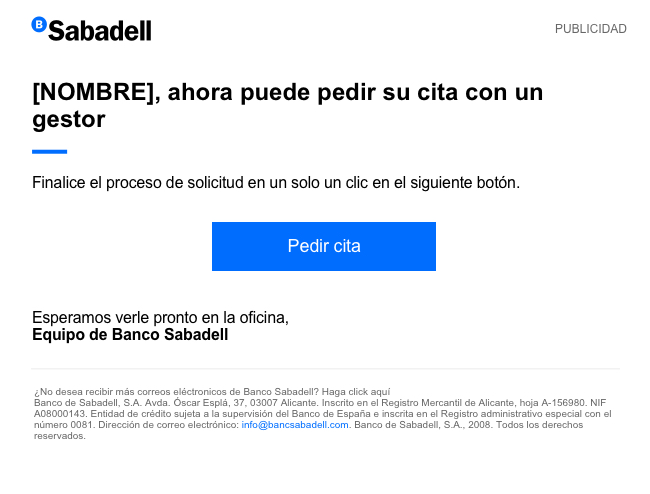 B Sabadell
PUBLICIDAD
[NOMBRE], ahora puede pedir su cita con un
gestor
Finalice el proceso de solicitud en un solo un clic en el siguiente botón.
Pedir cita
Esperamos verle pronto en la oficina,
Equipo de Banco Sabadell
¿No desea recibir más correos eléctronicos de Banco Sabadell? Haga click aquí
Banco de Sabadell, S.A. Avda. Óscar Esplá, 37, 03007 Alicante. Inscrito en el Registro Mercantil de Alicante, hoja A-156980. NIF
A08000143. Entidad de crédito sujeta a la supervisión del Banco de España e inscrita en el Registro administrativo especial con el
número 0081. Dirección de correo electrónico: info@bancsabadell.com. Banco de Sabadell, S.A., 2008. Todos los derechos
reservados.